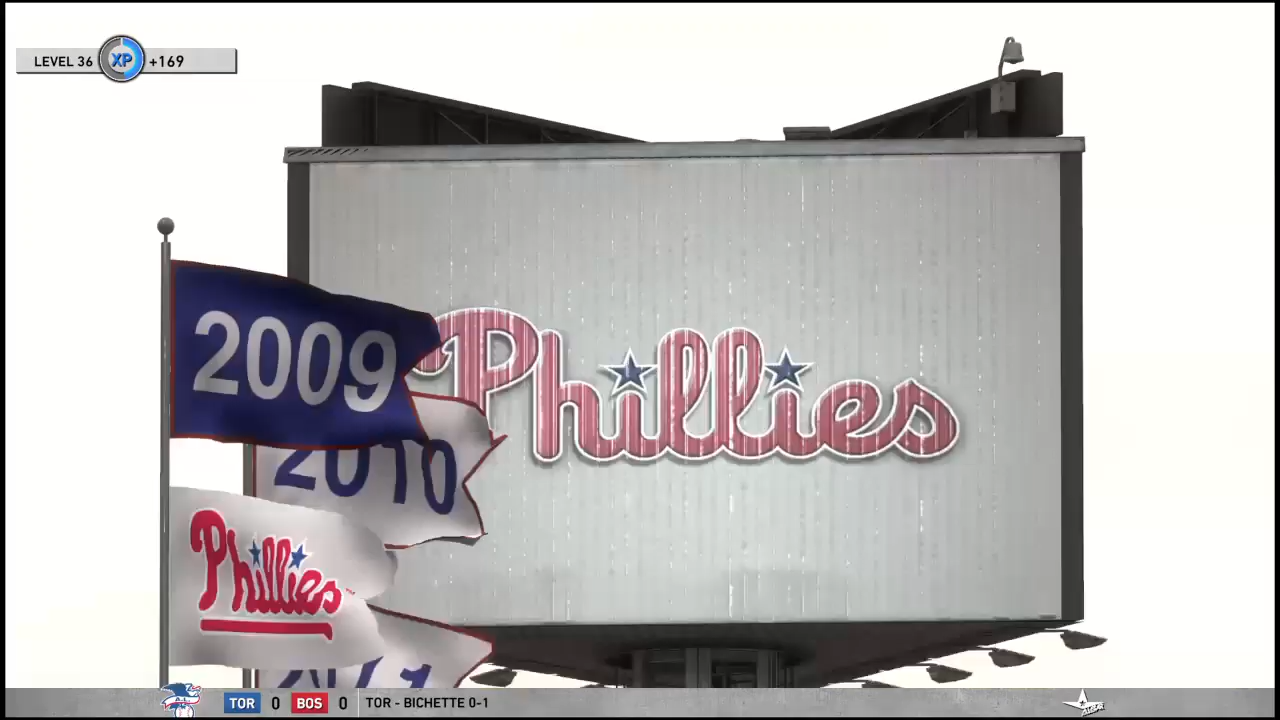 LEVEL 36 XP +169
2009
Phillies
2010
Phillies
TOR 0 BOS 0 TOR - BICHETTE 0-1